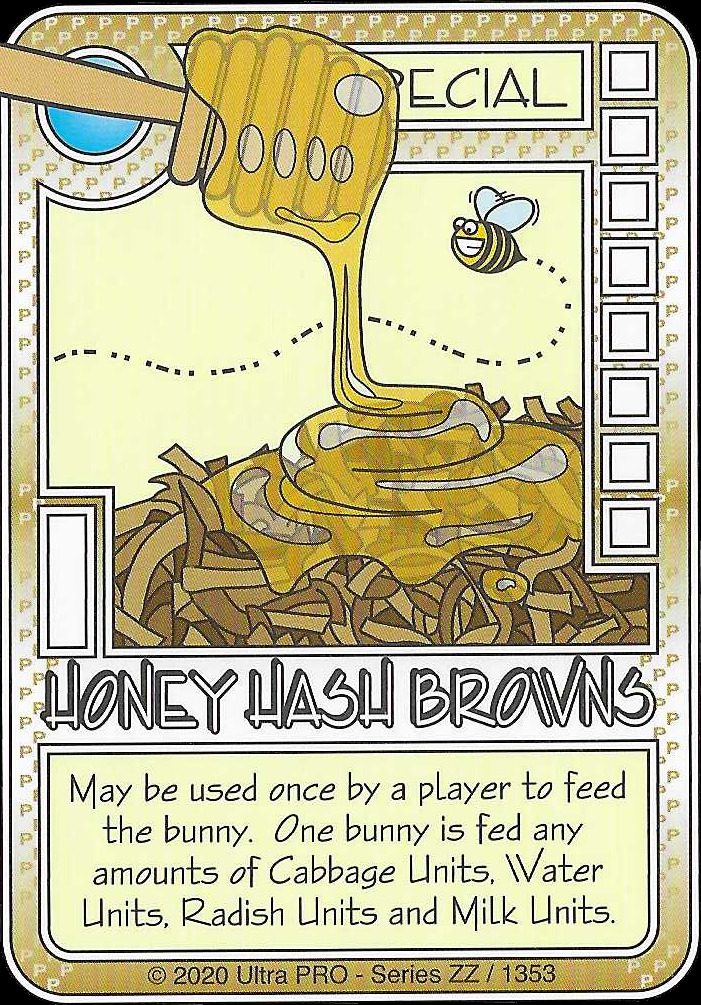 ECIAL
HONEY HASH BROWNS
May be used once by a player to feed
the bunny. One bunny is fed any
amounts of Cabbage Units, Water
Units, Radish Units and Milk Units.
© 2020 Ultra PRO - Series ZZ / 1353